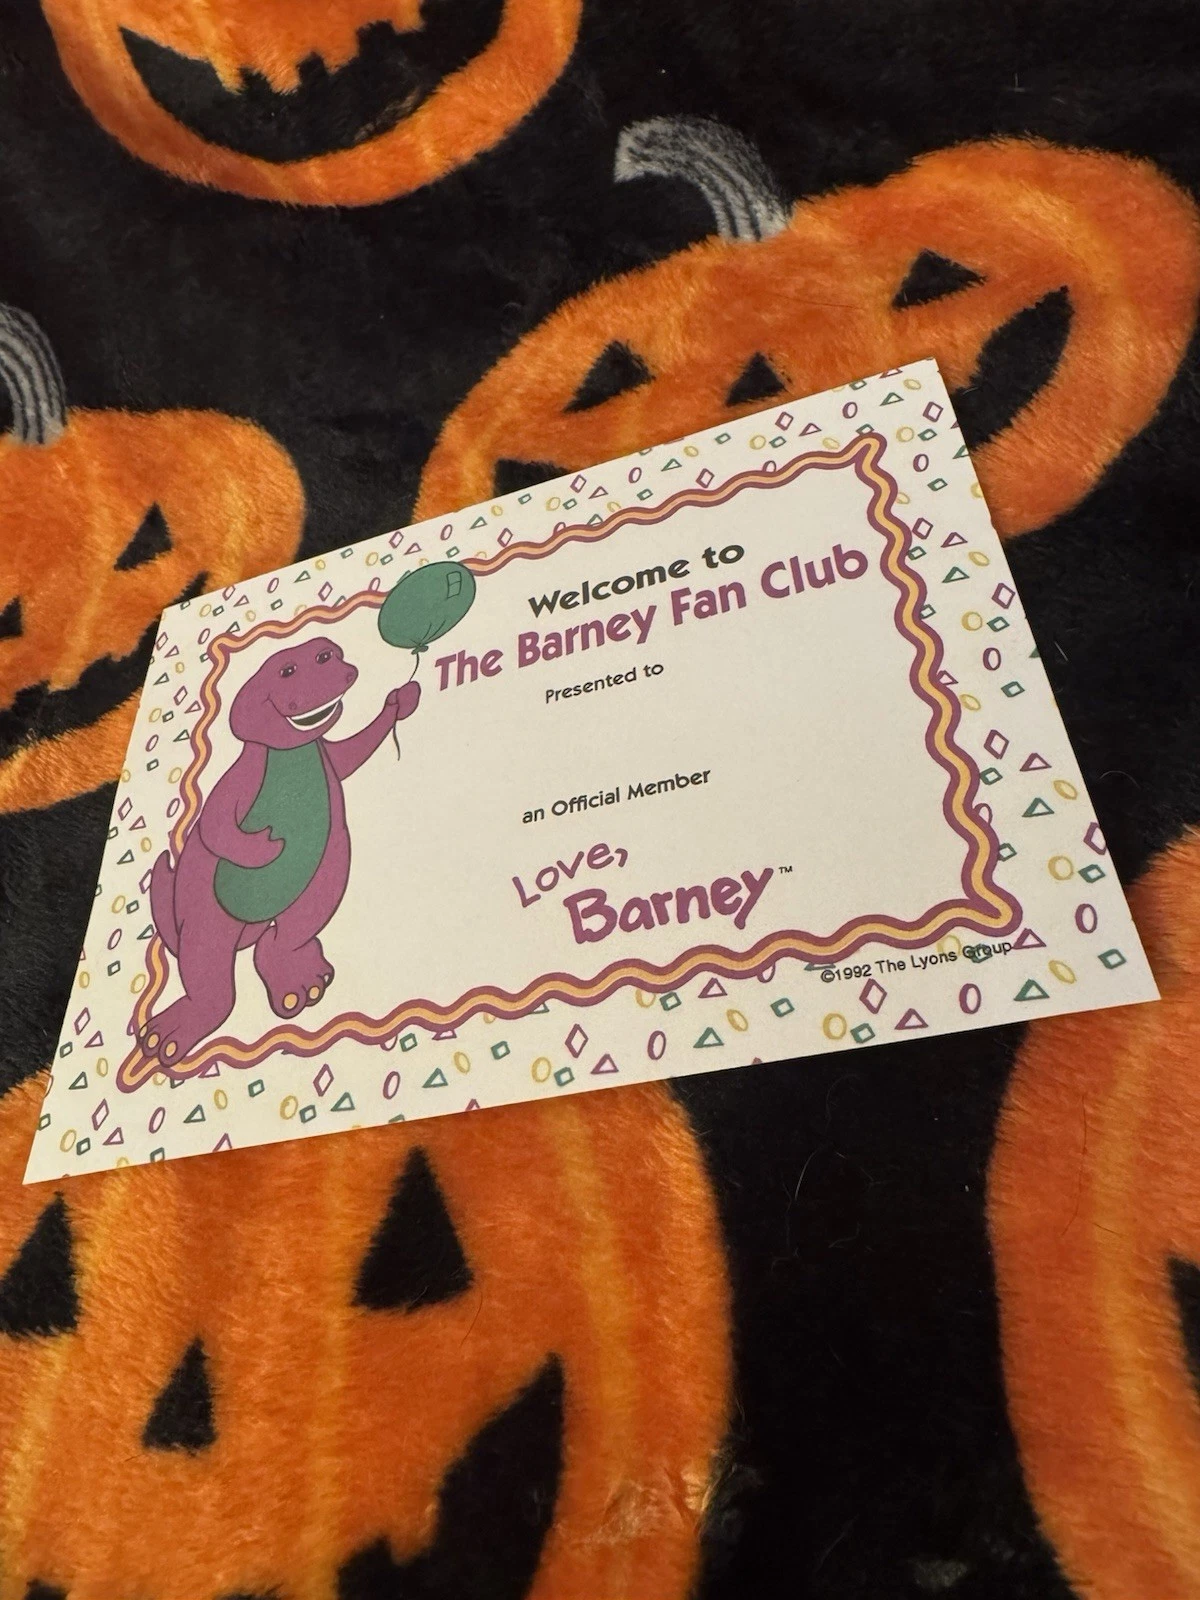 Welcome to
The Barney Fan Club
Presented to
an Official Member
Love,
Barney™
©1992 The Lyons Group